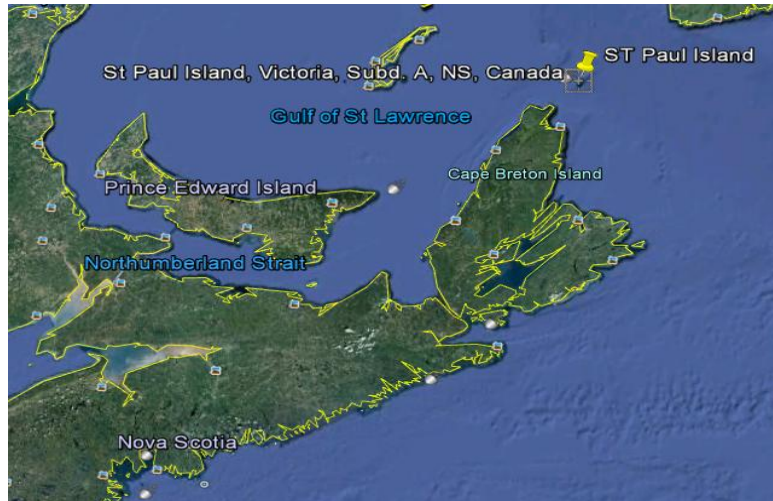 ST Paul Island
St Paul Island, Victoria, Subd. A, NS, Canada
Gulf of St Lawrence
Cape Breton Island
Prince Edward Island
Northumberland Strait
Nova Scotia